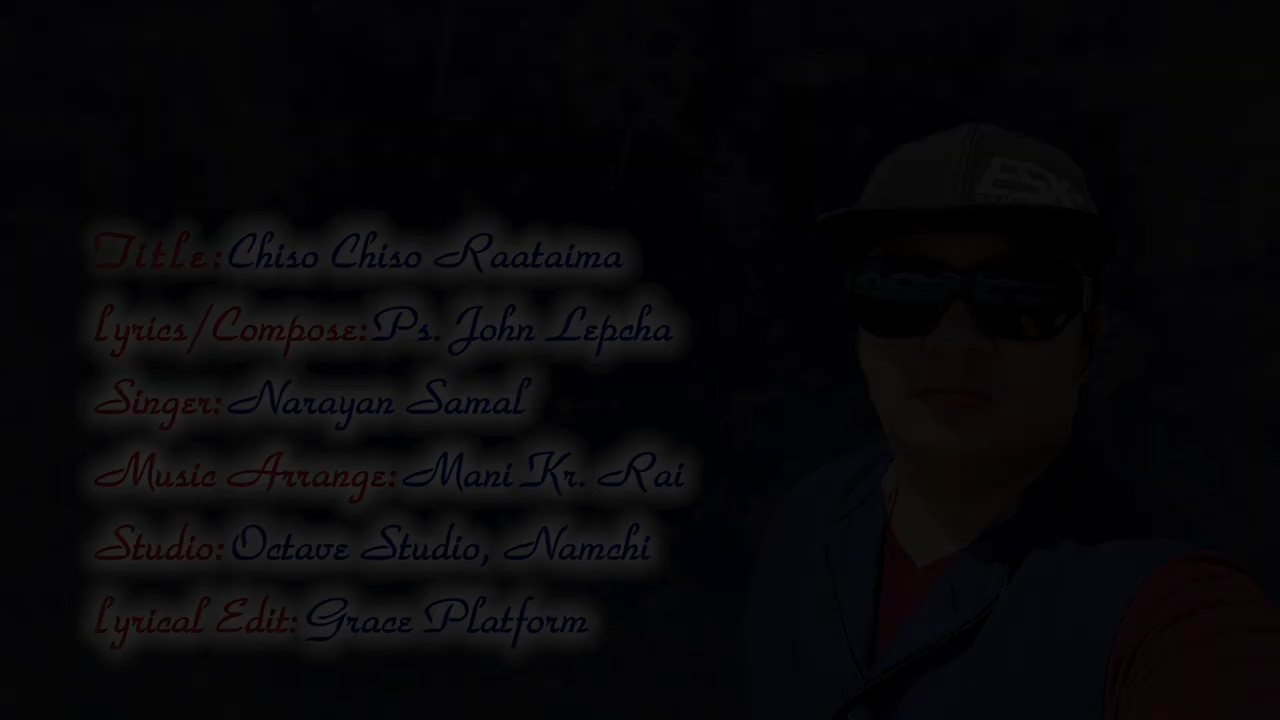 Title: Chiso Chiso Raataima
Lyrics/Compose: Ps. John Lepcha
Singer: Narayan Samal
Music Arrange: Mani Kr. Rai
Studio: Octave Studio, Namchi
Lyrical Edit: Grace Platform